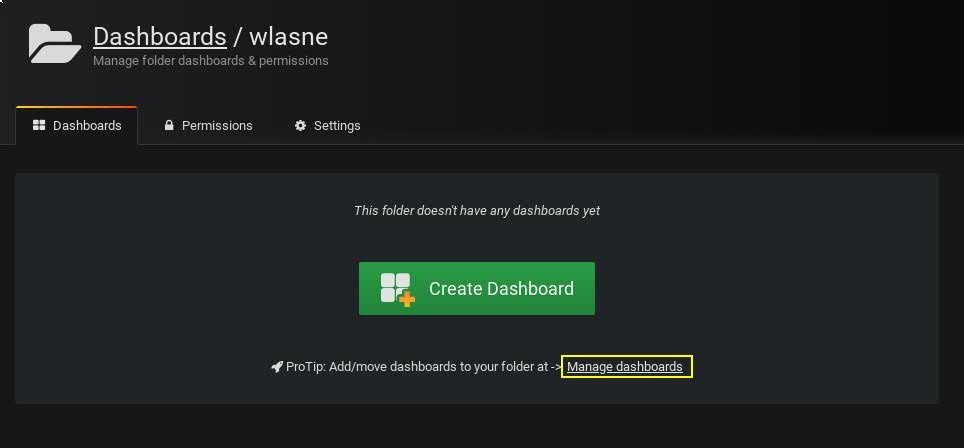 Dashboards / wlasne
Manage folder dashboards & permissions
Dashboards Permissions Settings
This folder doesn't have any dashboards yet
Create Dashboard
ProTip: Add/move dashboards to your folder at -> Manage dashboards